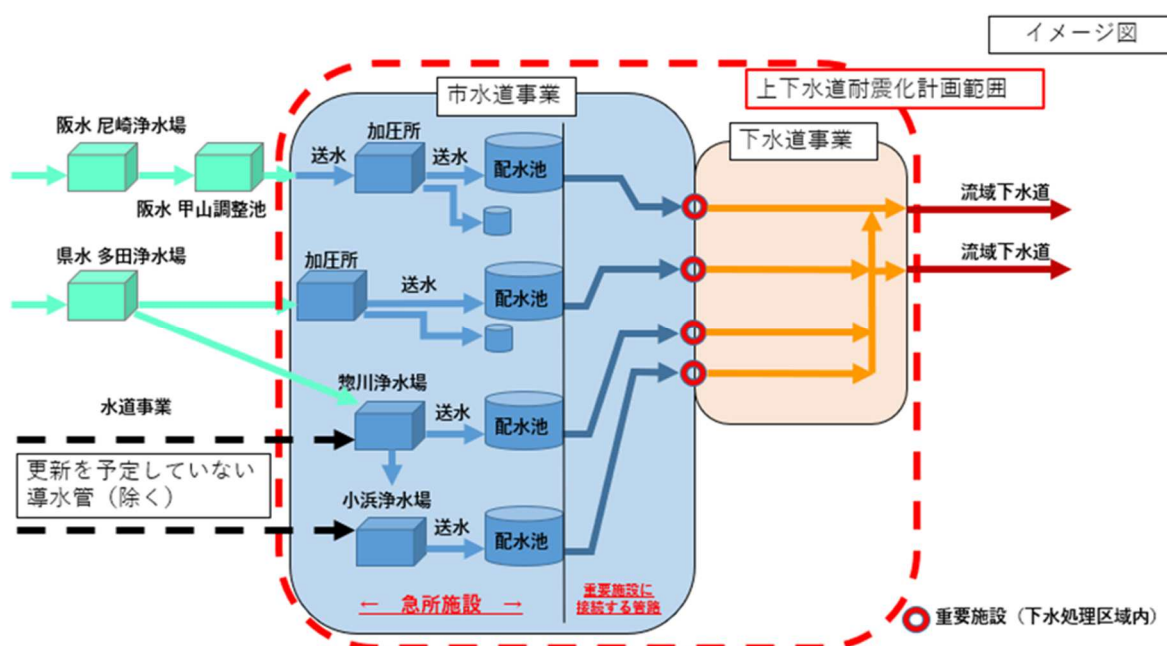 イメージ図
上下水道耐震化計画範囲
市水道事業
下水道事業
阪水 尼崎浄水場
阪水 甲山調整池
送水
加圧所
送水
配水池
流域下水道
県水 多田浄水場
加圧所
送水
配水池
流域下水道
惣川浄水場
送水
配水池
水道事業
更新を予定していない
導水管（除く）
小浜浄水場
送水
配水池
← 急所施設 →
重要施設に
接続する管路
重要施設（下水処理区域内）